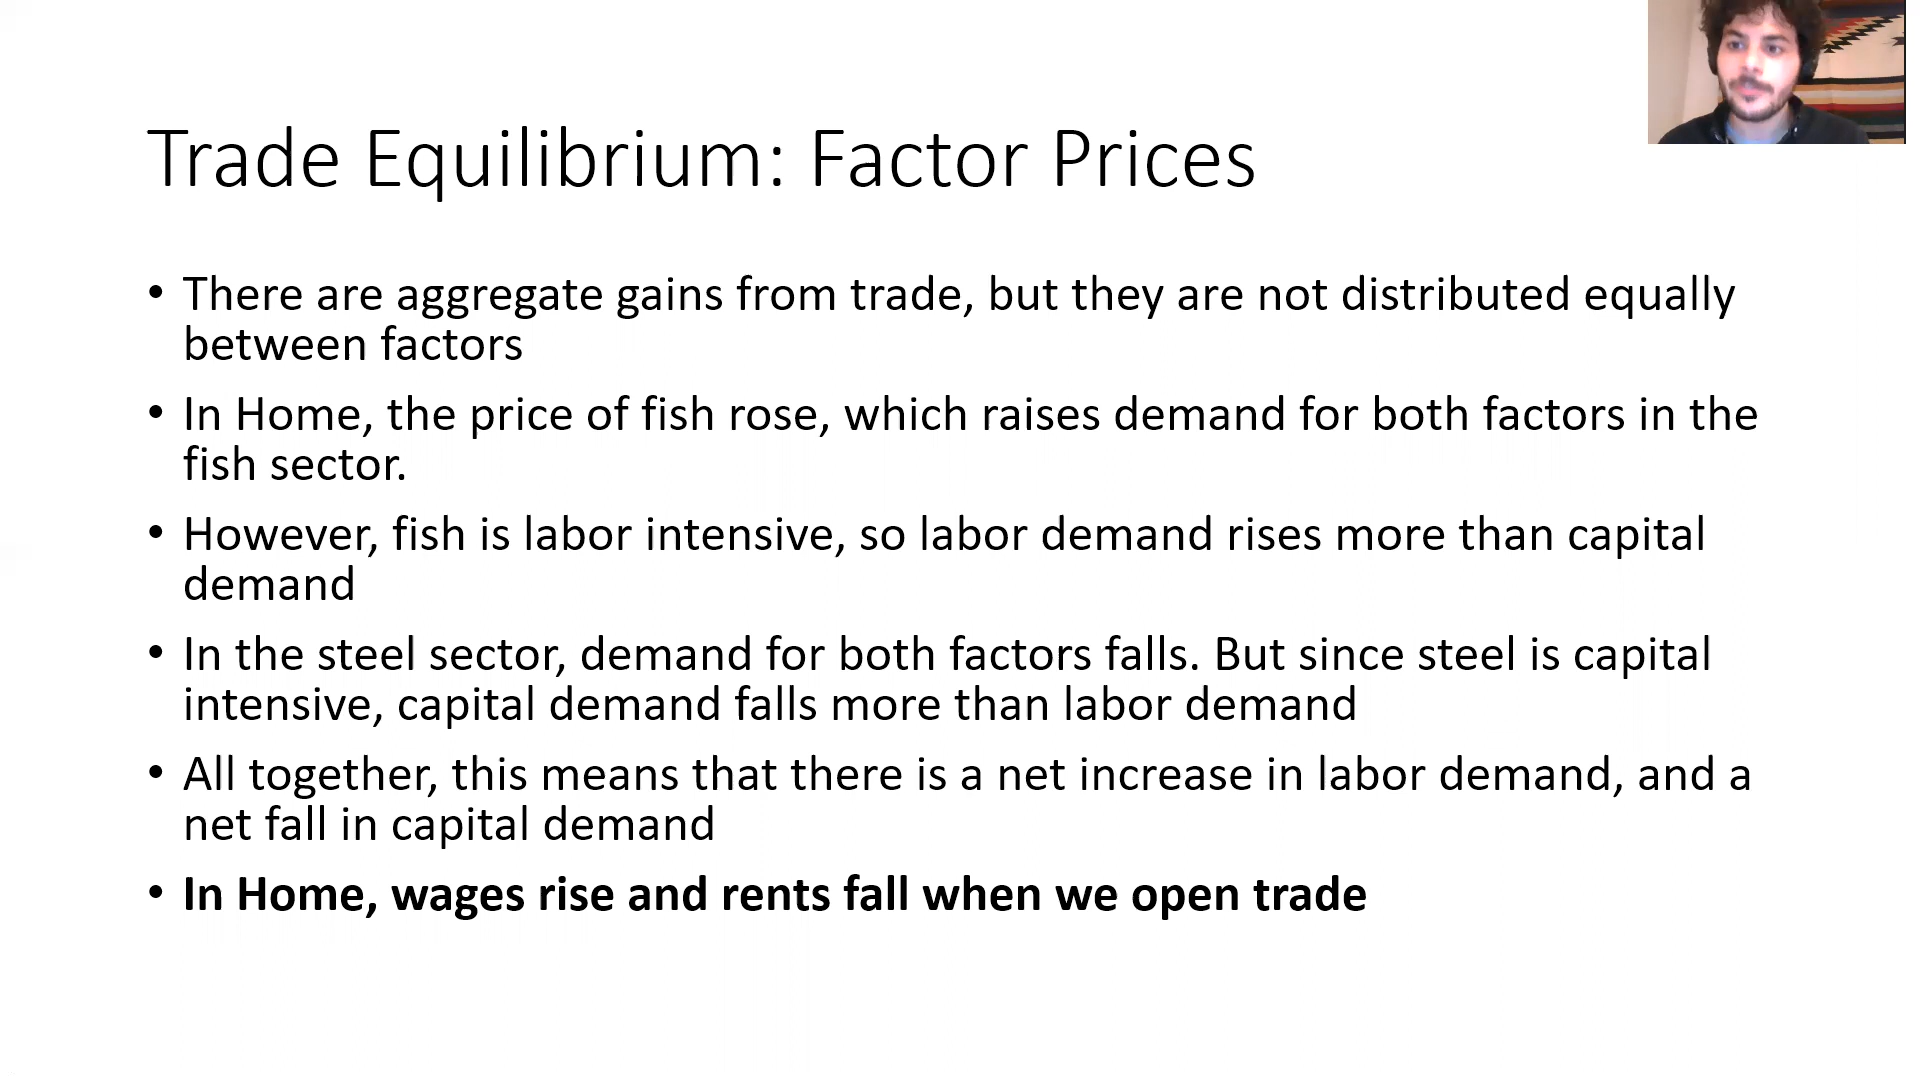 Trade Equilibrium: Factor Prices
• There are aggregate gains from trade, but they are not distributed equally
between factors
• In Home, the price of fish rose, which raises demand for both factors in the
fish sector.
• However, fish is labor intensive, so labor demand rises more than capital
demand
• In the steel sector, demand for both factors falls. But since steel is capital
intensive, capital demand falls more than labor demand
• All together, this means that there is a net increase in labor demand, and a
net fall in capital demand
• In Home, wages rise and rents fall when we open trade